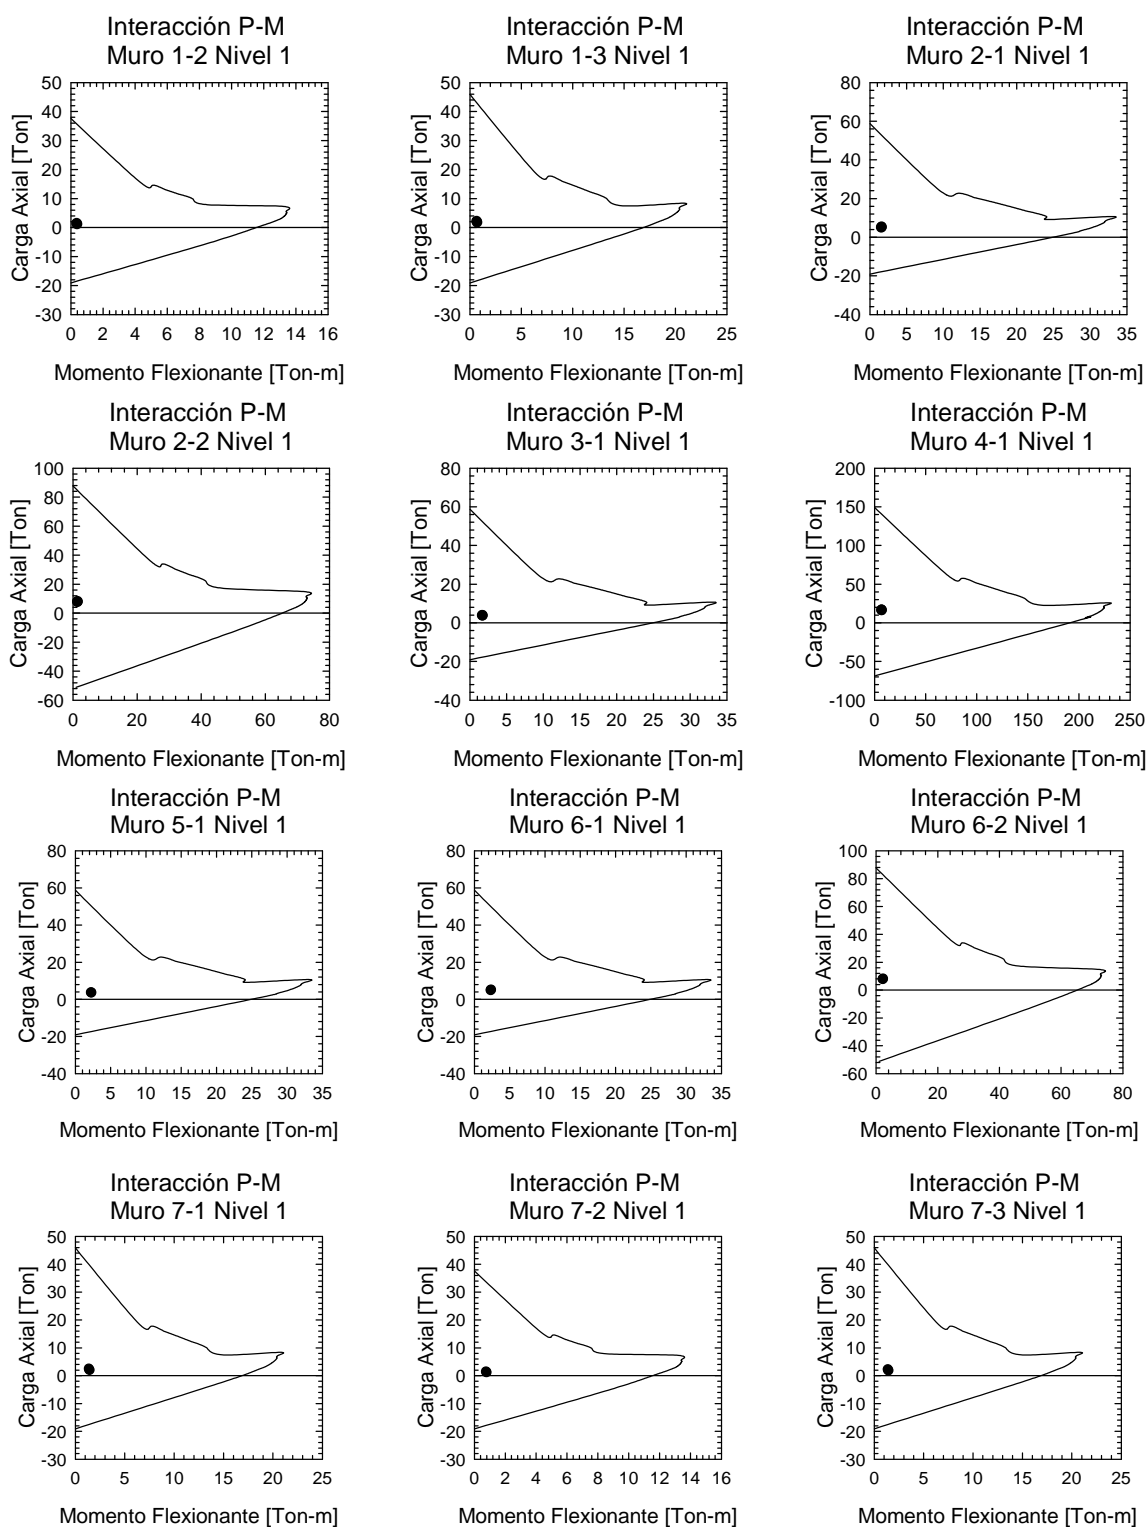 Interacción P-M
Muro 1-2 Nivel 1
50
40
30
20
10
0
-10
-20
-30
Carga Axial [Ton]
0 2 4 6 8 10 12 14 16
Momento Flexionante [Ton-m]
Interacción P-M
Muro 1-3 Nivel 1
50
40
30
20
10
0
-10
-20
-30
Carga Axial [Ton]
0 5 10 15 20 25
Momento Flexionante [Ton-m]
Interacción P-M
Muro 2-1 Nivel 1
80
60
40
20
0
-20
-40
Carga Axial [Ton]
0 5 10 15 20 25 30 35
Momento Flexionante [Ton-m]
Interacción P-M
Muro 2-2 Nivel 1
100
80
60
40
20
0
-20
-40
-60
Carga Axial [Ton]
0 20 40 60 80
Momento Flexionante [Ton-m]
Interacción P-M
Muro 3-1 Nivel 1
80
60
40
20
0
-20
-40
Carga Axial [Ton]
0 5 10 15 20 25 30 35
Momento Flexionante [Ton-m]
Interacción P-M
Muro 4-1 Nivel 1
200
150
100
50
0
-50
-100
Carga Axial [Ton]
0 50 100 150 200 250
Momento Flexionante [Ton-m]
Interacción P-M
Muro 5-1 Nivel 1
80
60
40
20
0
-20
-40
Carga Axial [Ton]
0 5 10 15 20 25 30 35
Momento Flexionante [Ton-m]
Interacción P-M
Muro 6-1 Nivel 1
80
60
40
20
0
-20
-40
Carga Axial [Ton]
0 5 10 15 20 25 30 35
Momento Flexionante [Ton-m]
Interacción P-M
Muro 6-2 Nivel 1
100
80
60
40
20
0
-20
-40
-60
Carga Axial [Ton]
0 20 40 60 80
Momento Flexionante [Ton-m]
Interacción P-M
Muro 7-1 Nivel 1
50
40
30
20
10
0
-10
-20
-30
Carga Axial [Ton]
0 5 10 15 20 25
Momento Flexionante [Ton-m]
Interacción P-M
Muro 7-2 Nivel 1
50
40
30
20
10
0
-10
-20
-30
Carga Axial [Ton]
0 2 4 6 8 10 12 14 16
Momento Flexionante [Ton-m]
Interacción P-M
Muro 7-3 Nivel 1
50
40
30
20
10
0
-10
-20
-30
Carga Axial [Ton]
0 5 10 15 20 25
Momento Flexionante [Ton-m]